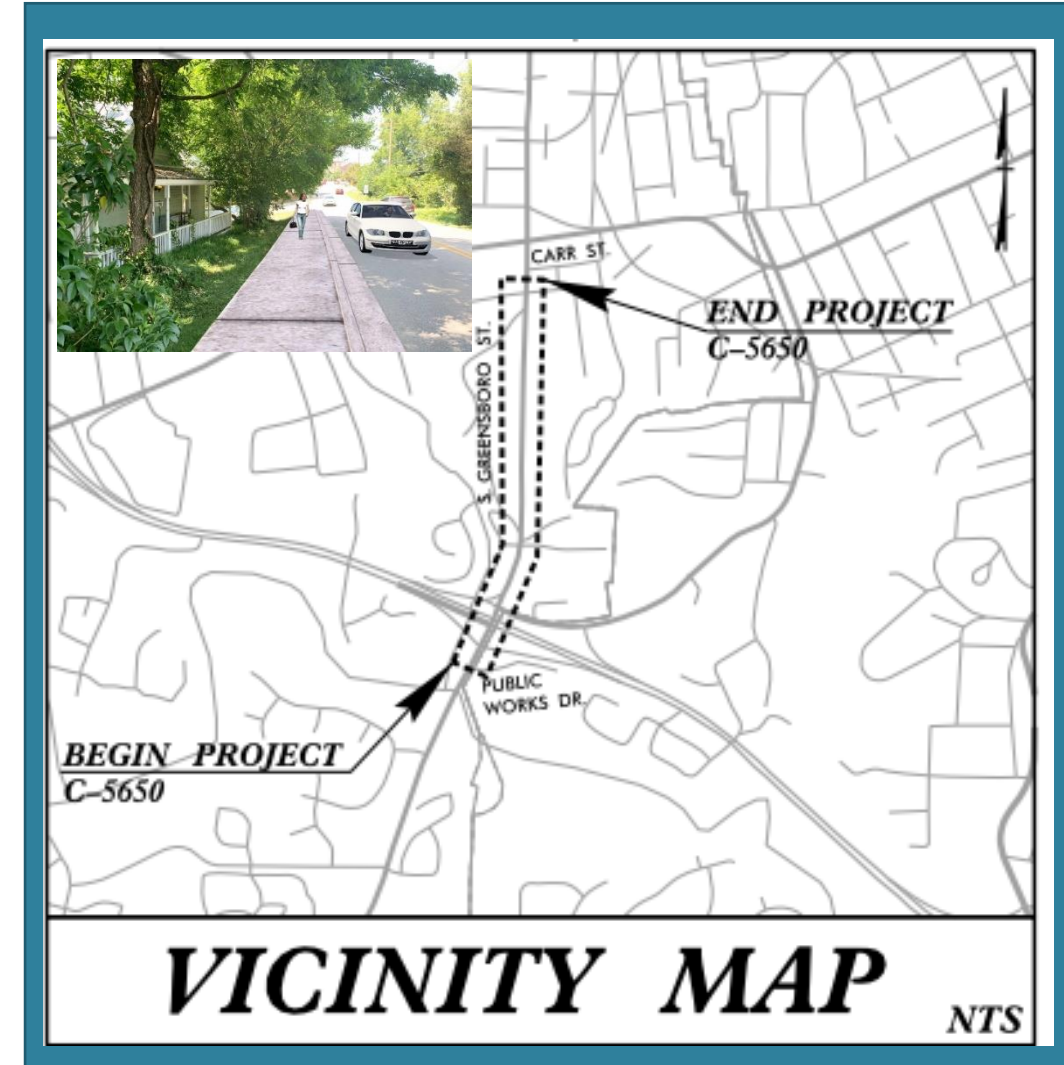 CARR ST.
END PROJECT
C–5650
S. GREENSBORO ST.
PUBLIC
WORKS DR.
BEGIN PROJECT
C–5650
VICINITY MAP
NTS